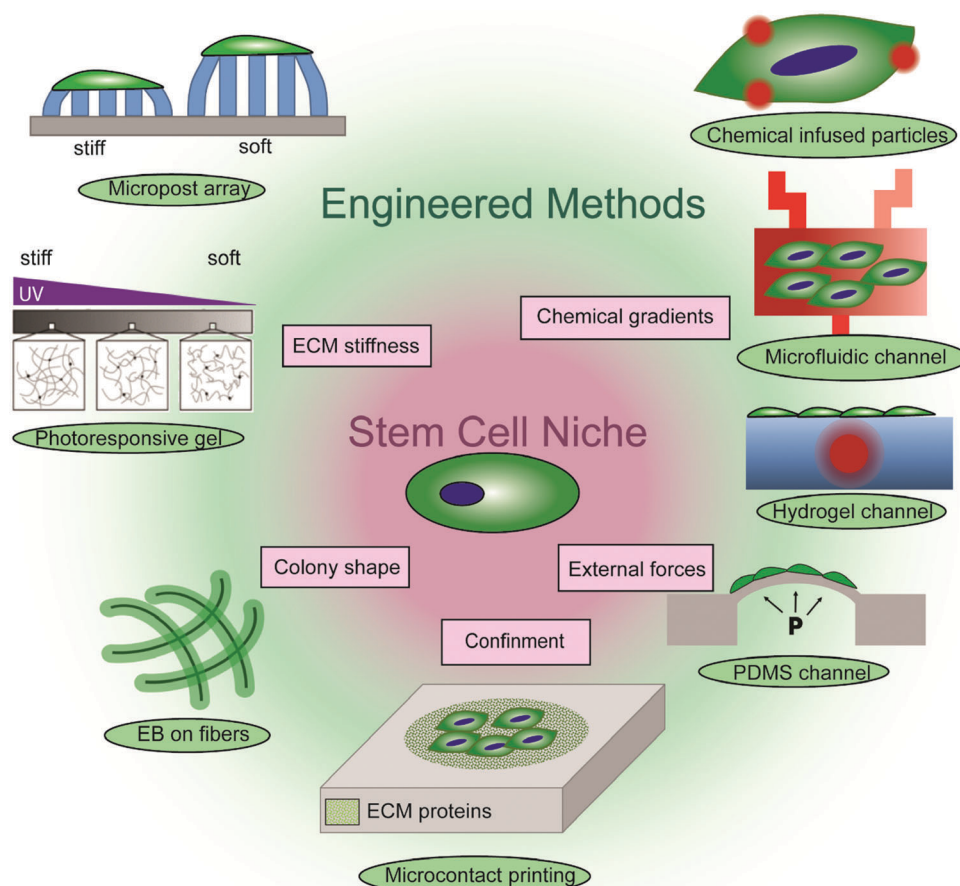 stiff
soft
Micropost array
Chemical infused particles
Engineered Methods
stiff
soft
UV
ECM stiffness
Chemical gradients
Microfluidic channel
Photoresponsive gel
Stem Cell Niche
Hydrogel channel
Colony shape
External forces
P
Confinment
PDMS channel
EB on fibers
ECM proteins
Microcontact printing